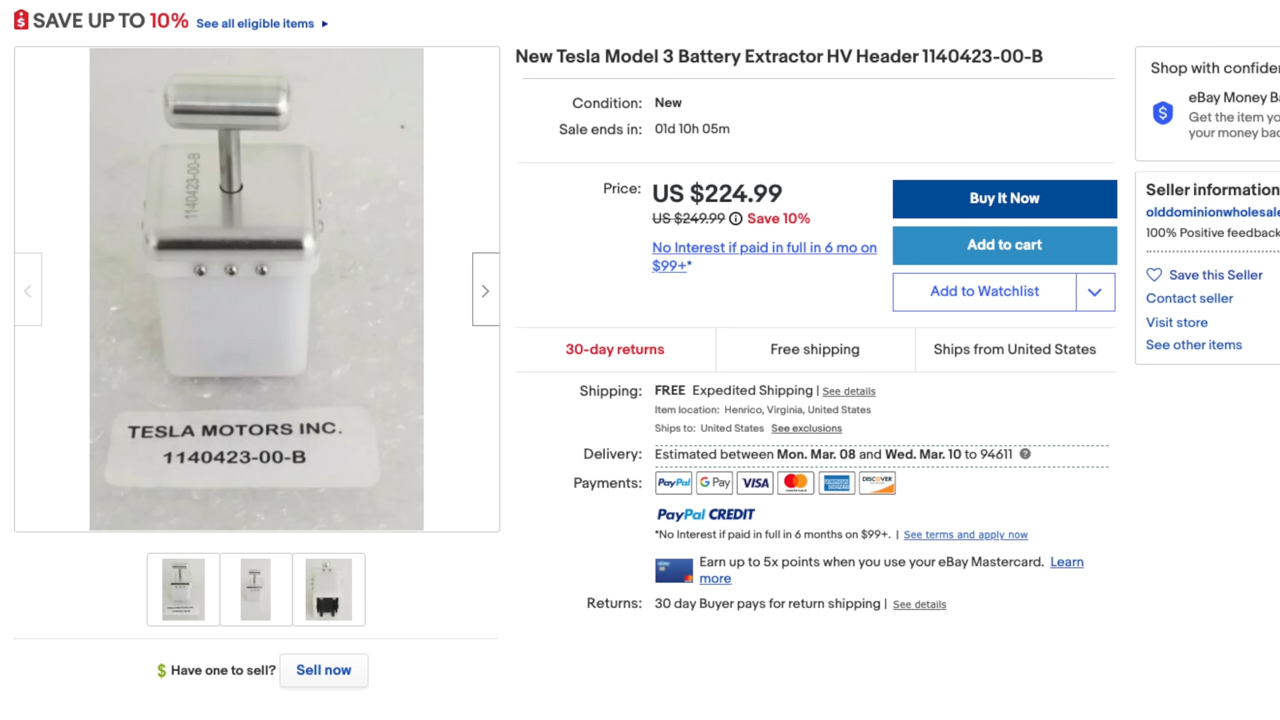 SAVE UP TO 10% See all eligible items ▸
1140423-00-B
TESLA MOTORS INC.
1140423-00-B
$ Have one to sell? Sell now
New Tesla Model 3 Battery Extractor HV Header 1140423-00-B
Condition: New
Sale ends in: 01d 10h 05m
Price: US $224.99
US $249.99 Save 10%
No Interest if paid in full in 6 mo on
$99+*
Buy It Now
Add to cart
Add to Watchlist
30-day returns Free shipping Ships from United States
Shipping: FREE Expedited Shipping | See details
Item location: Henrico, Virginia, United States
Ships to: United States See exclusions
Delivery: Estimated between Mon. Mar. 08 and Wed. Mar. 10 to 94611
Payments: PayPal G Pay VISA DISCOVER
PayPal CREDIT
*No Interest if paid in full in 6 months on $99+. | See terms and apply now
Earn up to 5x points when you use your eBay Mastercard. Learn
more
Returns: 30 day Buyer pays for return shipping | See details
Shop with confiden
eBay Money Ba
Get the item yo
your money bac
Seller information
olddominionwholesale
100% Positive feedback
Save this Seller
Contact seller
Visit store
See other items